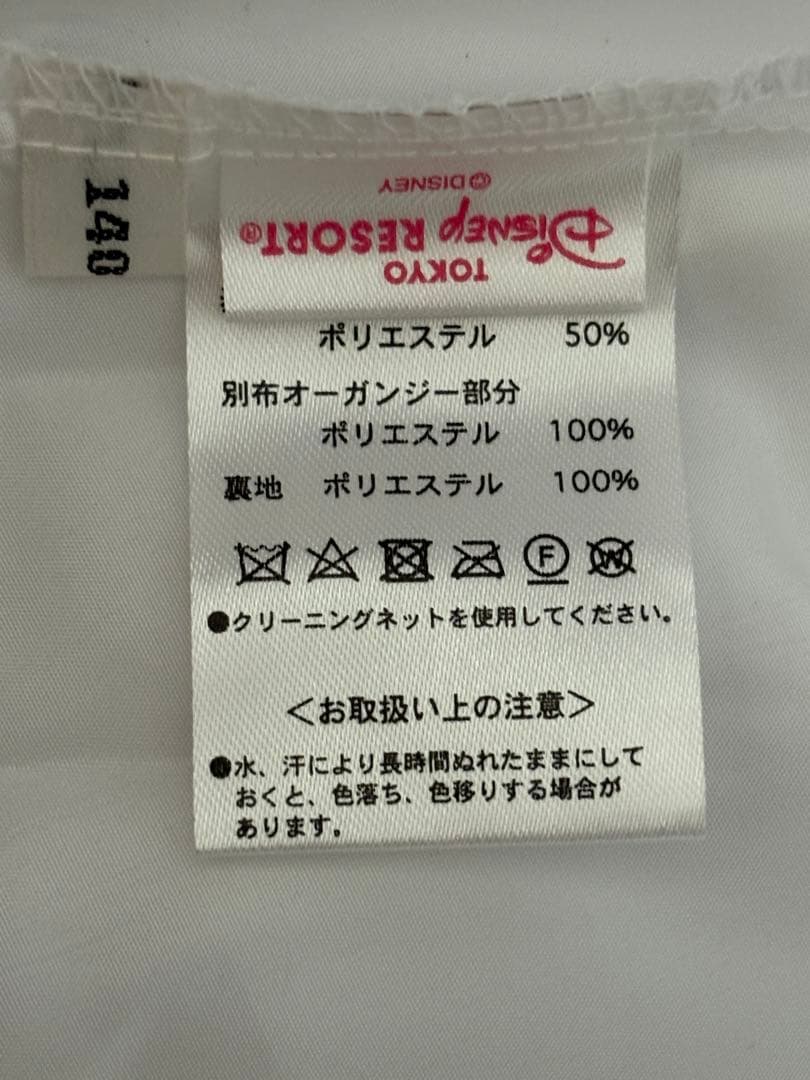 140
TOKYO
Disney RESORT®
© DISNEY
ポリエステル 50%
別布オーガンジー部分
ポリエステル 100%
裏地 ポリエステル 100%
F W
●クリーニングネットを使用してください。
＜お取扱い上の注意＞
●水、汗により長時間ぬれたままにして
おくと、色落ち、色移りする場合が
あります。